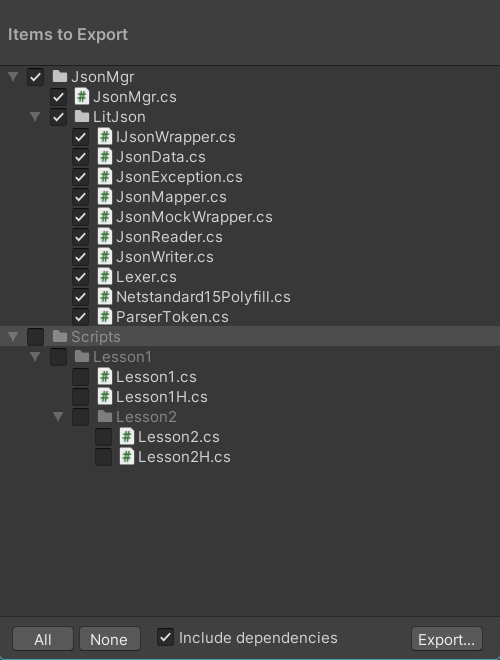 Items to Export
JsonMgr
JsonMgr.cs
LitJson
IJsonWrapper.cs
JsonData.cs
JsonException.cs
JsonMapper.cs
JsonMockWrapper.cs
JsonReader.cs
JsonWriter.cs
Lexer.cs
Netstandard15Polyfill.cs
ParserToken.cs
Scripts
Lesson1
Lesson1.cs
Lesson1H.cs
Lesson2
Lesson2.cs
Lesson2H.cs
All None Include dependencies Export...